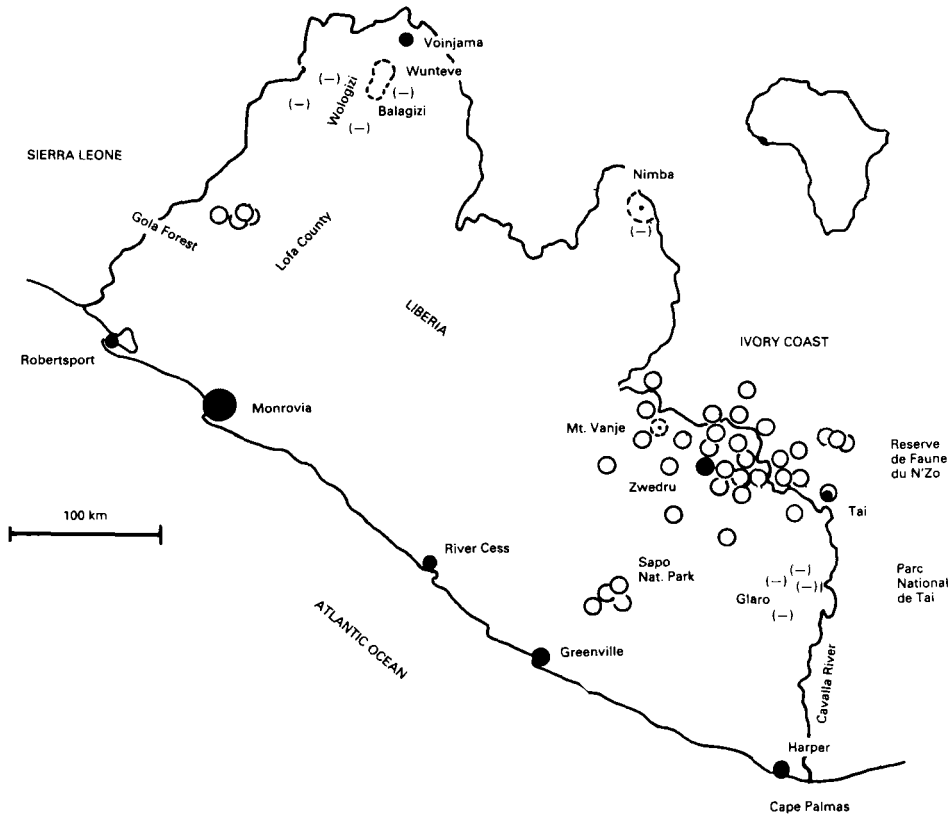 Voinjama
Wunteve
(—)
Wologizi
(—)
(—)
Balagizi
(—)
SIERRA LEONE
Nimba
(—)
Gola Forest
Lofa County
LIBERIA
IVORY COAST
Robertsport
Monrovia
Mt. Vanje
Reserve
de Faune
du N'Zo
Zwedru
Tai
100 km
River Cess
Sapo
Nat. Park
(—)
(—)
(—)
Glaro
(—)
Parc
National
de Tai
ATLANTIC OCEAN
Greenville
Cavalla River
Harper
Cape Palmas